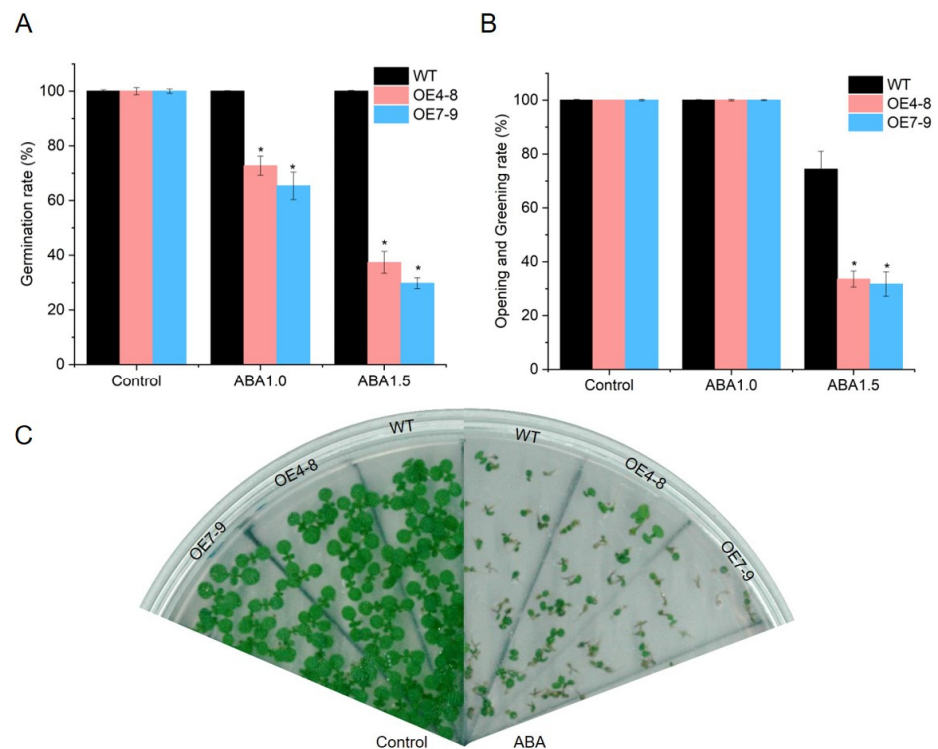 A
Germination rate (%)
100
80
60
40
20
0
WT
OE4-8
OE7-9
*
*
*
*
Control
ABA1.0
ABA1.5
B
Opening and Greening rate (%)
100
80
60
40
20
0
WT
OE4-8
OE7-9
*
*
Control
ABA1.0
ABA1.5
C
OE7-9
OE4-8
WT
WT
OE4-8
OE7-9
Control
ABA